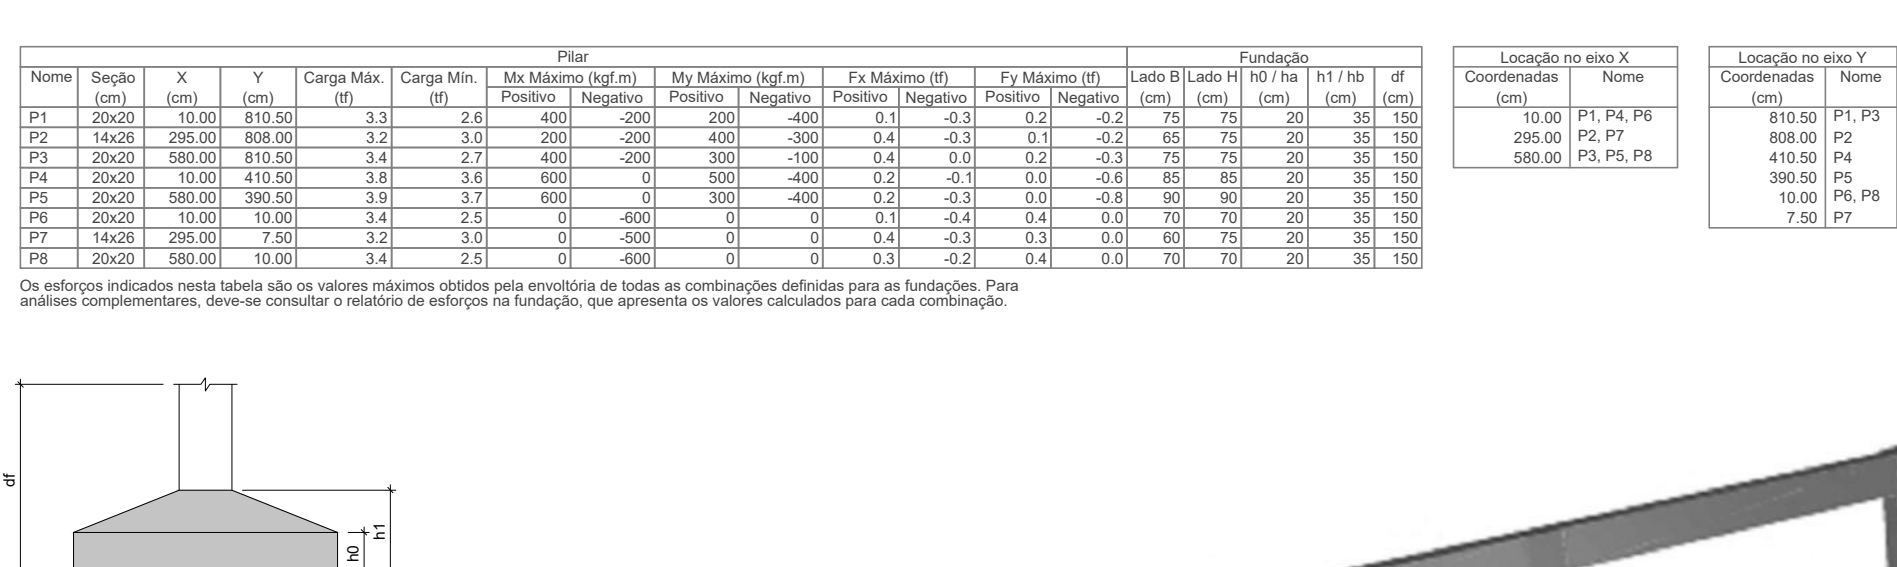 Pilar Fundação
Nome Seção X Y Carga Máx. Carga Mín. Mx Máximo (kgf.m) My Máximo (kgf.m) Fx Máximo (tf) Fy Máximo (tf) Lado B Lado H h0 / ha h1 / hb df
(cm) (cm) (cm) (tf) (tf) Positivo Negativo Positivo Negativo Positivo Negativo Positivo Negativo (cm) (cm) (cm) (cm) (cm)
P1 20x20 10.00 810.50 3.3 2.6 400 -200 200 -400 0.1 -0.3 0.2 -0.2 75 75 20 35 150
P2 14x26 295.00 808.00 3.2 3.0 200 -200 400 -300 0.4 -0.3 0.1 -0.2 65 75 20 35 150
P3 20x20 580.00 810.50 3.4 2.7 400 -200 300 -100 0.4 0.0 0.2 -0.3 75 75 20 35 150
P4 20x20 10.00 410.50 3.8 3.6 600 0 500 -400 0.2 -0.1 0.0 -0.6 85 85 20 35 150
P5 20x20 580.00 390.50 3.9 3.7 600 0 300 -400 0.2 -0.3 0.0 -0.8 90 90 20 35 150
P6 20x20 10.00 10.00 3.4 2.5 0 -600 0 0 0.1 -0.4 0.4 0.0 70 70 20 35 150
P7 14x26 295.00 7.50 3.2 3.0 0 -500 0 0 0.4 -0.3 0.3 0.0 60 75 20 35 150
P8 20x20 580.00 10.00 3.4 2.5 0 -600 0 0 0.3 -0.2 0.4 0.0 70 70 20 35 150
Os esforços indicados nesta tabela são os valores máximos obtidos pela envoltória de todas as combinações definidas para as fundações. Para
análises complementares, deve-se consultar o relatório de esforços na fundação, que apresenta os valores calculados para cada combinação.
Locação no eixo X
Coordenadas Nome
(cm)
10.00 P1, P4, P6
295.00 P2, P7
580.00 P3, P5, P8
Locação no eixo Y
Coordenadas Nome
(cm)
810.50 P1, P3
808.00 P2
410.50 P4
390.50 P5
10.00 P6, P8
7.50 P7
df
h1
h0